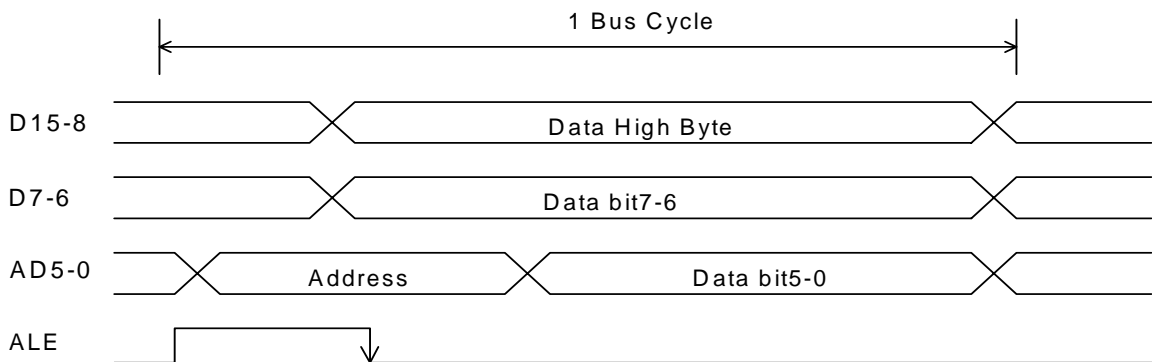 1 Bus Cycle
D15-8
Data High Byte
D7-6
Data bit7-6
AD5-0
Address
Data bit5-0
ALE